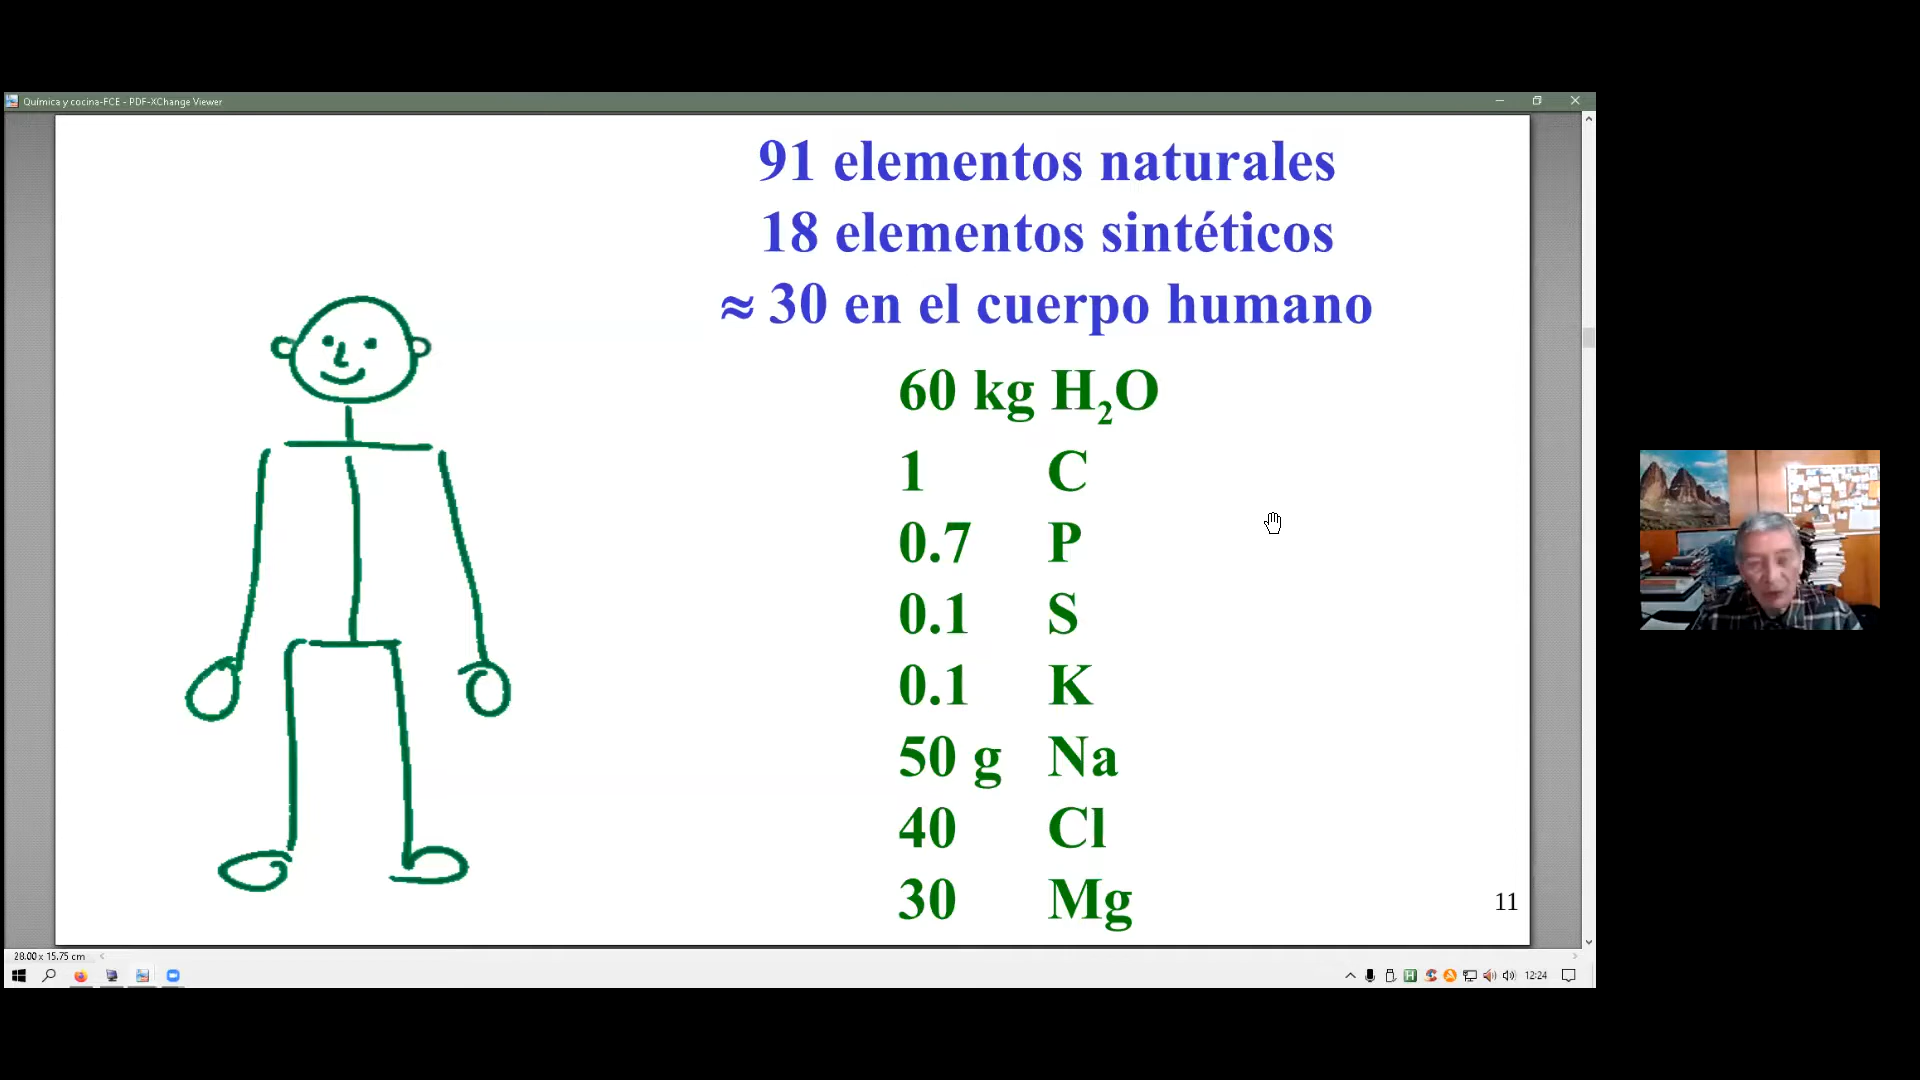 Química y cocina-FCE - PDF-XChange Viewer
91 elementos naturales
18 elementos sintéticos
≈ 30 en el cuerpo humano
60 kg H₂O
1 C
0.7 P
0.1 S
0.1 K
50 g Na
40 Cl
30 Mg
11
28.00 x 15.75 cm
12:24